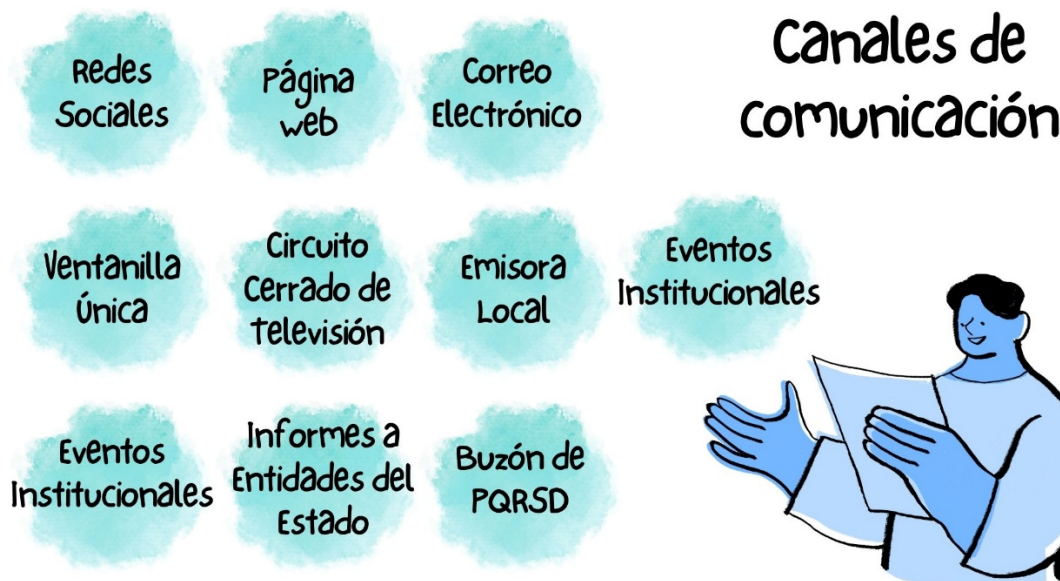 Canales de
comunicación
Redes
Sociales
Página
web
Correo
Electrónico
Ventanilla
Única
Circuito
Cerrado de
Televisión
Emisora
Local
Eventos
Institucionales
Eventos
Institucionales
Informes a
Entidades del
Estado
Buzón de
PQRSD